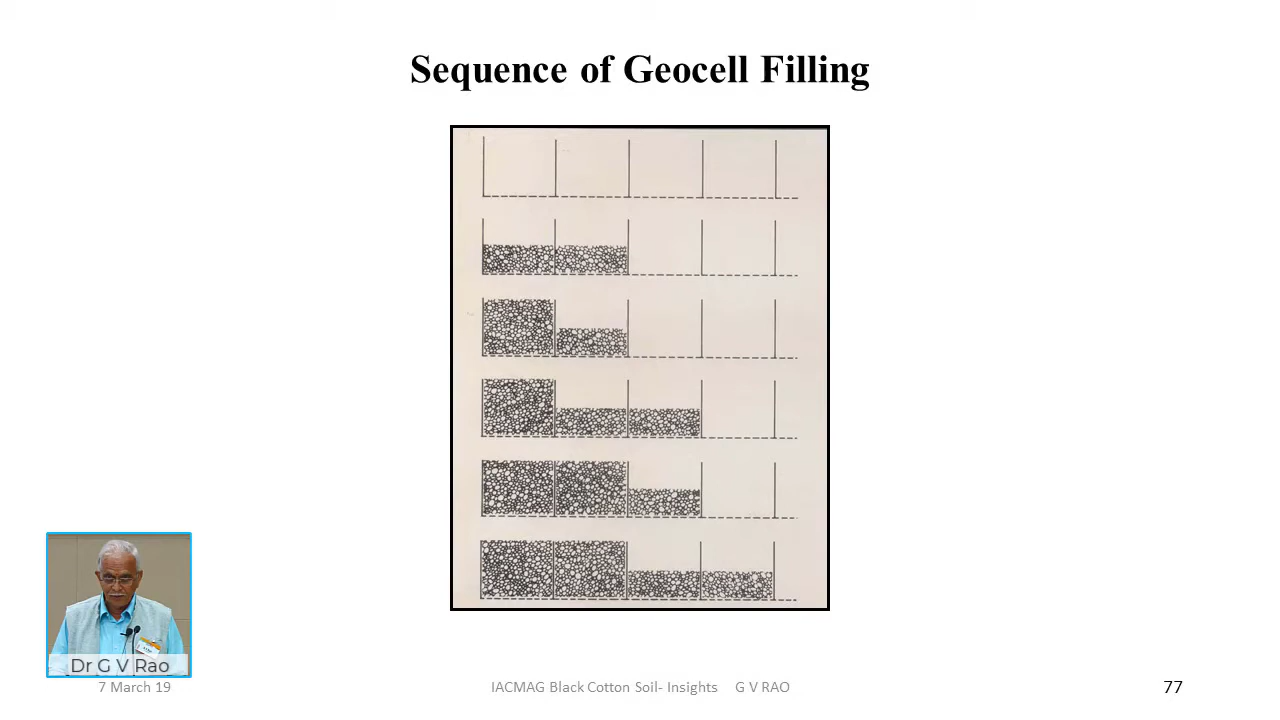 Sequence of Geocell Filling
Dr G V Rao
7 March 19
IACMAG Black Cotton Soil- Insights G V RAO
77